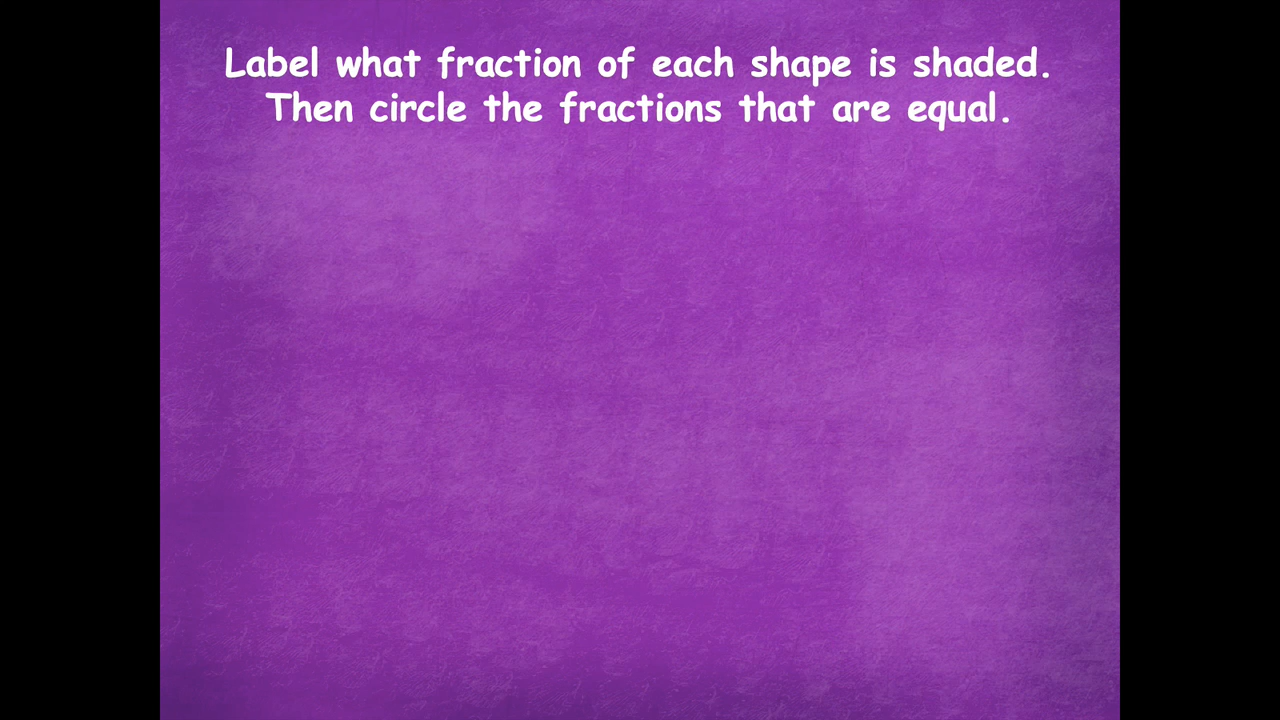 Label what fraction of each shape is shaded.
Then circle the fractions that are equal.